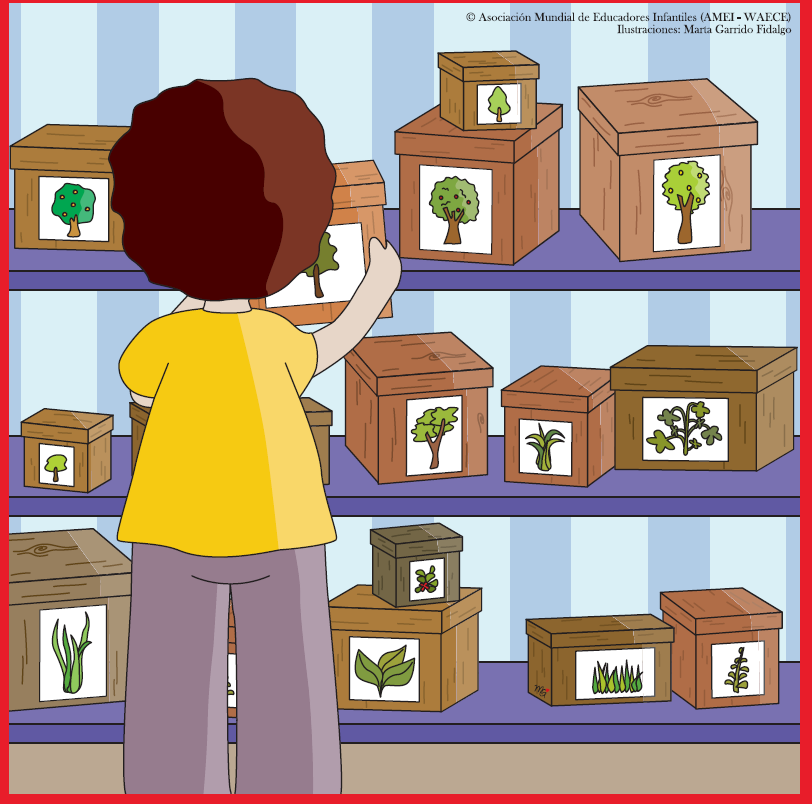 © Asociación Mundial de Educadores Infantiles (AMEI - WAECE)
Ilustraciones: Marta Garrido Fidalgo